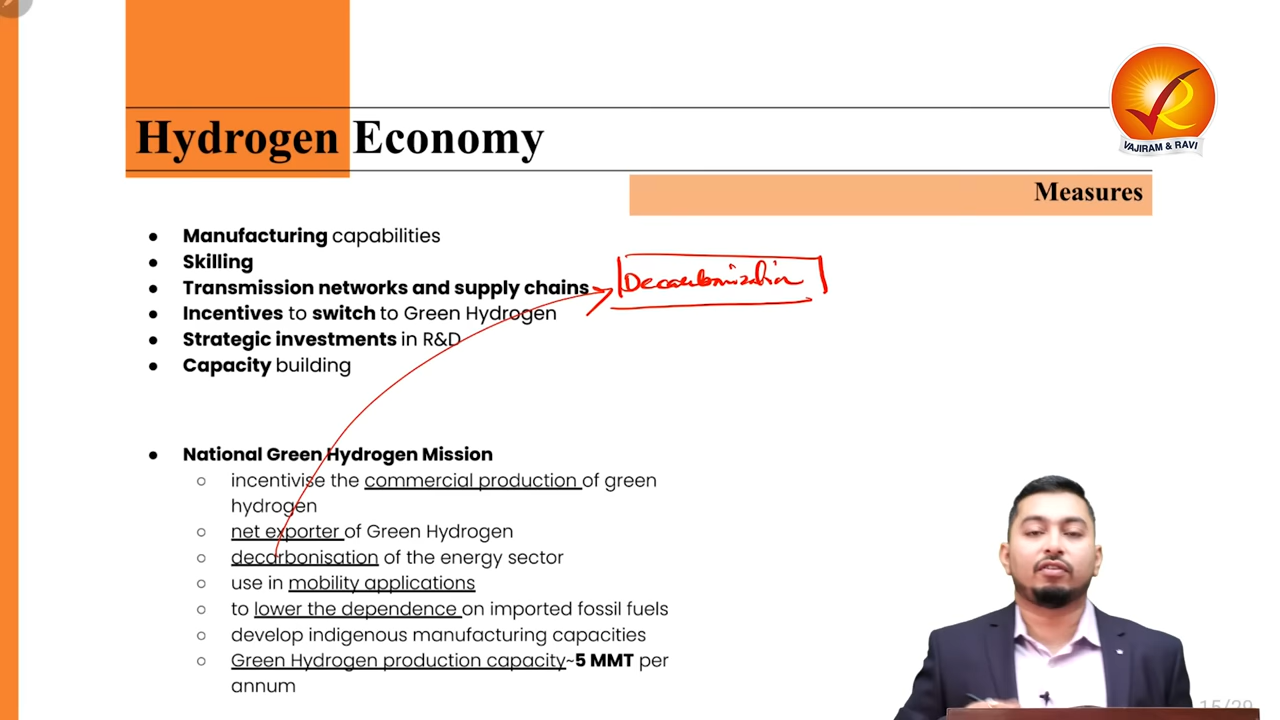 Hydrogen Economy
VAJIRAM & RAVI
Measures
● Manufacturing capabilities
● Skilling
● Transmission networks and supply chains
Decarbonization
● Incentives to switch to Green Hydrogen
● Strategic investments in R&D
● Capacity building
● National Green Hydrogen Mission
○ incentivise the commercial production of green
hydrogen
○ net exporter of Green Hydrogen
○ decarbonisation of the energy sector
○ use in mobility applications
○ to lower the dependence on imported fossil fuels
○ develop indigenous manufacturing capacities
○ Green Hydrogen production capacity~5 MMT per
annum
15/29